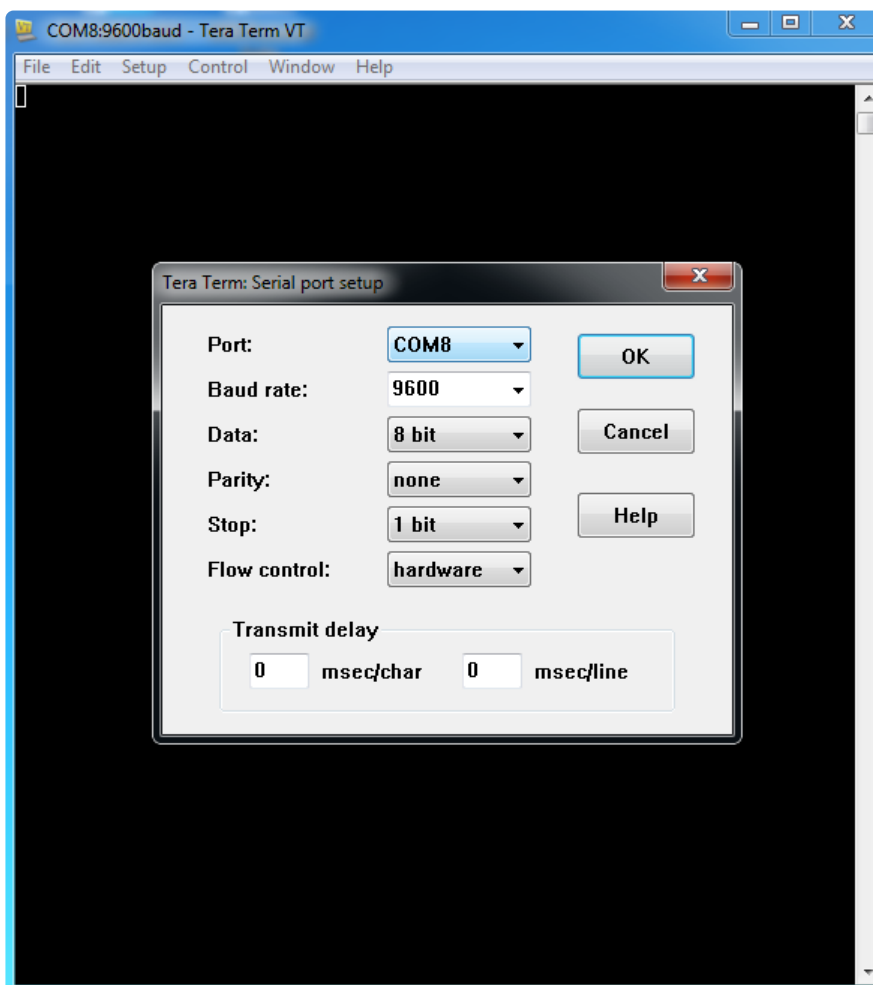 COM8:9600baud - Tera Term VT
File Edit Setup Control Window Help
Tera Term: Serial port setup
Port: COM8 OK
Baud rate: 9600
Data: 8 bit Cancel
Parity: none
Stop: 1 bit Help
Flow control: hardware
Transmit delay
0 msec/char 0 msec/line